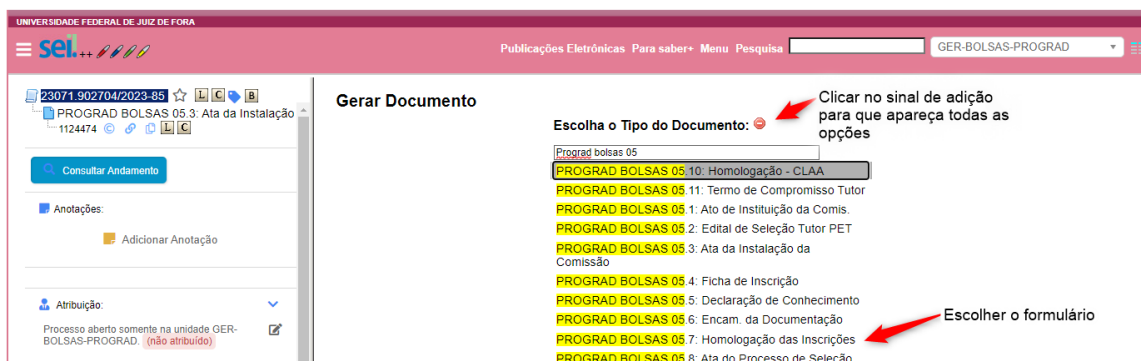 UNIVERSIDADE FEDERAL DE JUIZ DE FORA
sei. ++
Publicações Eletrônicas Para saber+ Menu Pesquisa
GER-BOLSAS-PROGRAD
23071.902704/2023-85 L C B
PROGRAD BOLSAS 05.3: Ata da Instalação
1124474 L C
Consultar Andamento
Anotações:
Adicionar Anotação
Atribuição:
Processo aberto somente na unidade GER-
BOLSAS-PROGRAD. (não atribuído)
Gerar Documento
Escolha o Tipo do Documento:
Clicar no sinal de adição
para que apareça todas as
opções
Prograd bolsas 05
PROGRAD BOLSAS 05.10: Homologação - CLAA
PROGRAD BOLSAS 05.11: Termo de Compromisso Tutor
PROGRAD BOLSAS 05.1: Ato de Instituição da Comis.
PROGRAD BOLSAS 05.2: Edital de Seleção Tutor PET
PROGRAD BOLSAS 05.3: Ata da Instalação da
Comissão
PROGRAD BOLSAS 05.4: Ficha de Inscrição
PROGRAD BOLSAS 05.5: Declaração de Conhecimento
PROGRAD BOLSAS 05.6: Encam. da Documentação
PROGRAD BOLSAS 05.7: Homologação das Inscrições
PROGRAD BOLSAS 05.8: Ata do Processo de Seleção
Escolher o formulário